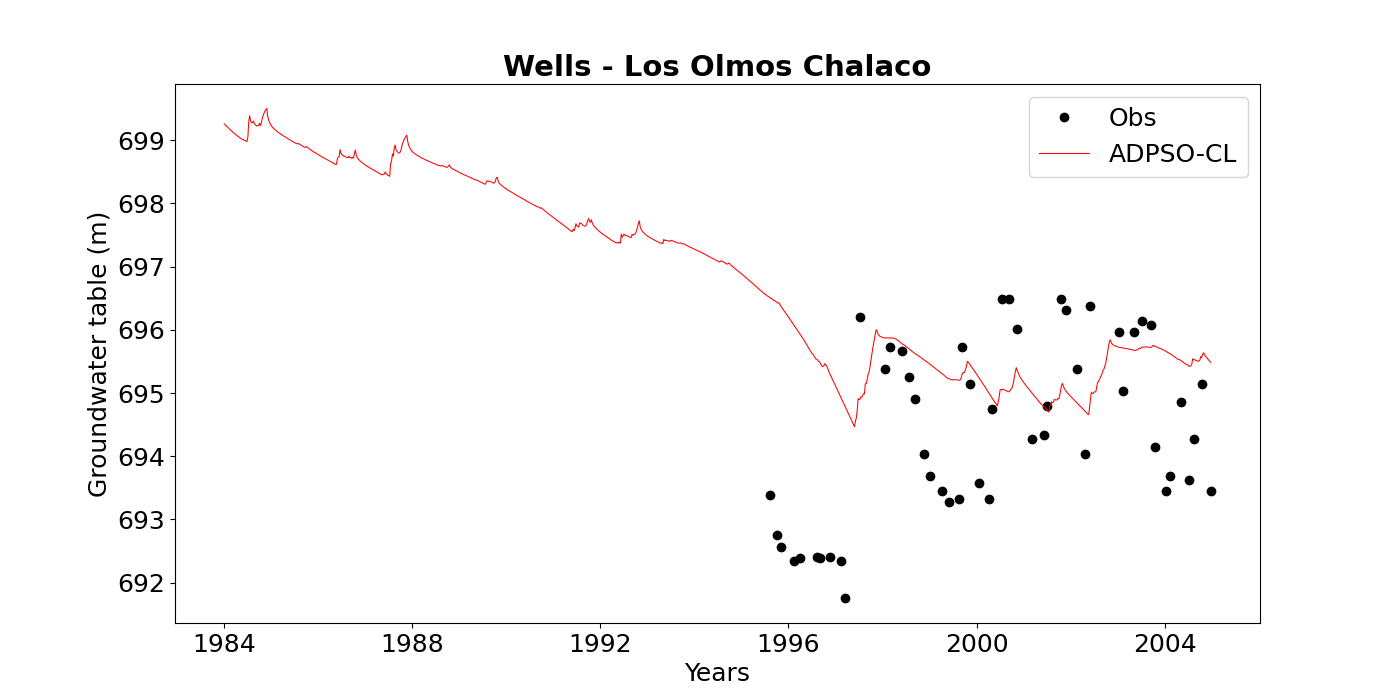 Wells - Los Olmos Chalaco
Obs
ADPSO-CL
Groundwater table (m)
699
698
697
696
695
694
693
692
1984 1988 1992 1996 2000 2004
Years